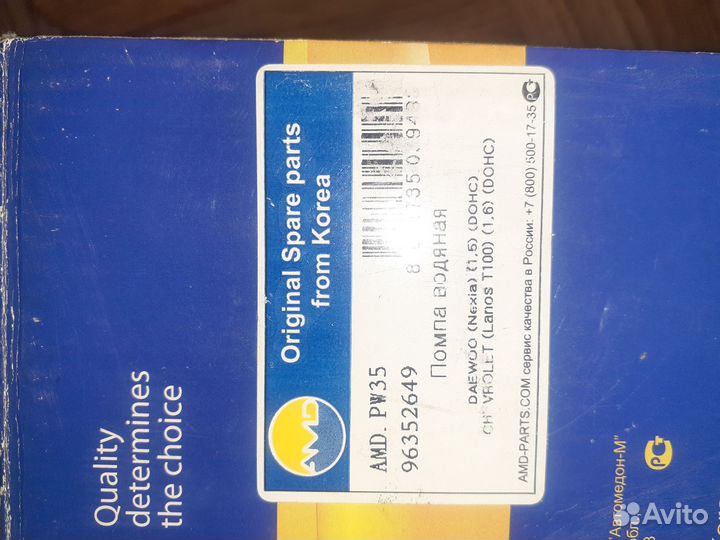 Quality
determines
the choice
AMD
Original Spare parts
from Korea
AMD.PW35
96352649
Помпа водяная
DAEWOO (Nexia) (1,5) (DOHC)
CHEVROLET (Lanos T100) (1,6) (DOHC)
AMD-PARTS.COM сервис качества в России: +7 (800) 500-17-35
"Автомедон-М"
Avito